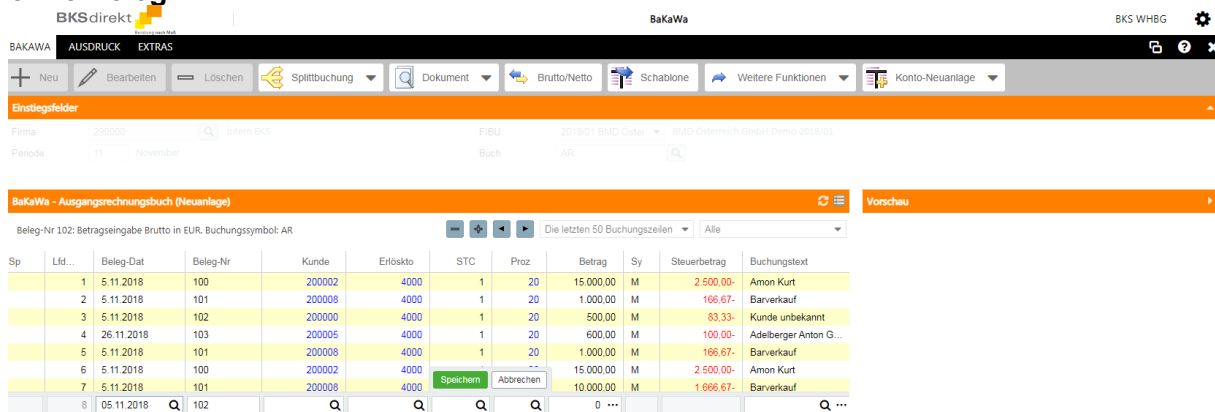 BKSdirekt BaKaWa BKS WHBG
Beratung nach Maß
BAKAWA AUSDRUCK EXTRAS
Neu Bearbeiten Löschen Splittbuchung Dokument Brutto/Netto Schablone Weitere Funktionen Konto-Neuanlage
Einstiegsfelder
Firma 290000 intern BKS FIBU 2018/01 BMD Öster BMD Österreich GmbH Demo 2018/01
Periode 11 November Buch AR
BaKaWa - Ausgangsrechnungsbuch (Neuanlage) Vorschau
Beleg-Nr 102: Betragseingabe Brutto in EUR. Buchungssymbol: AR Die letzten 50 Buchungszeilen Alle
Sp Lfd... Beleg-Dat Beleg-Nr Kunde Erlöskto STC Proz Betrag Sy Steuerbetrag Buchungstext
1 5.11.2018 100 200002 4000 1 20 15.000,00 M 2.500,00- Amon Kurt
2 5.11.2018 101 200008 4000 1 20 1.000,00 M 166,67- Barverkauf
3 5.11.2018 102 200000 4000 1 20 500,00 M 83,33- Kunde unbekannt
4 26.11.2018 103 200005 4000 1 20 600,00 M 100,00- Adelberger Anton G...
5 5.11.2018 101 200008 4000 1 20 1.000,00 M 166,67- Barverkauf
6 5.11.2018 100 200002 4000 15.000,00 M 2.500,00- Amon Kurt
7 5.11.2018 101 200008 4000 Speichern Abbrechen 10.000,00 M 1.666,67- Barverkauf
8 05.11.2018 102 0 ... ...